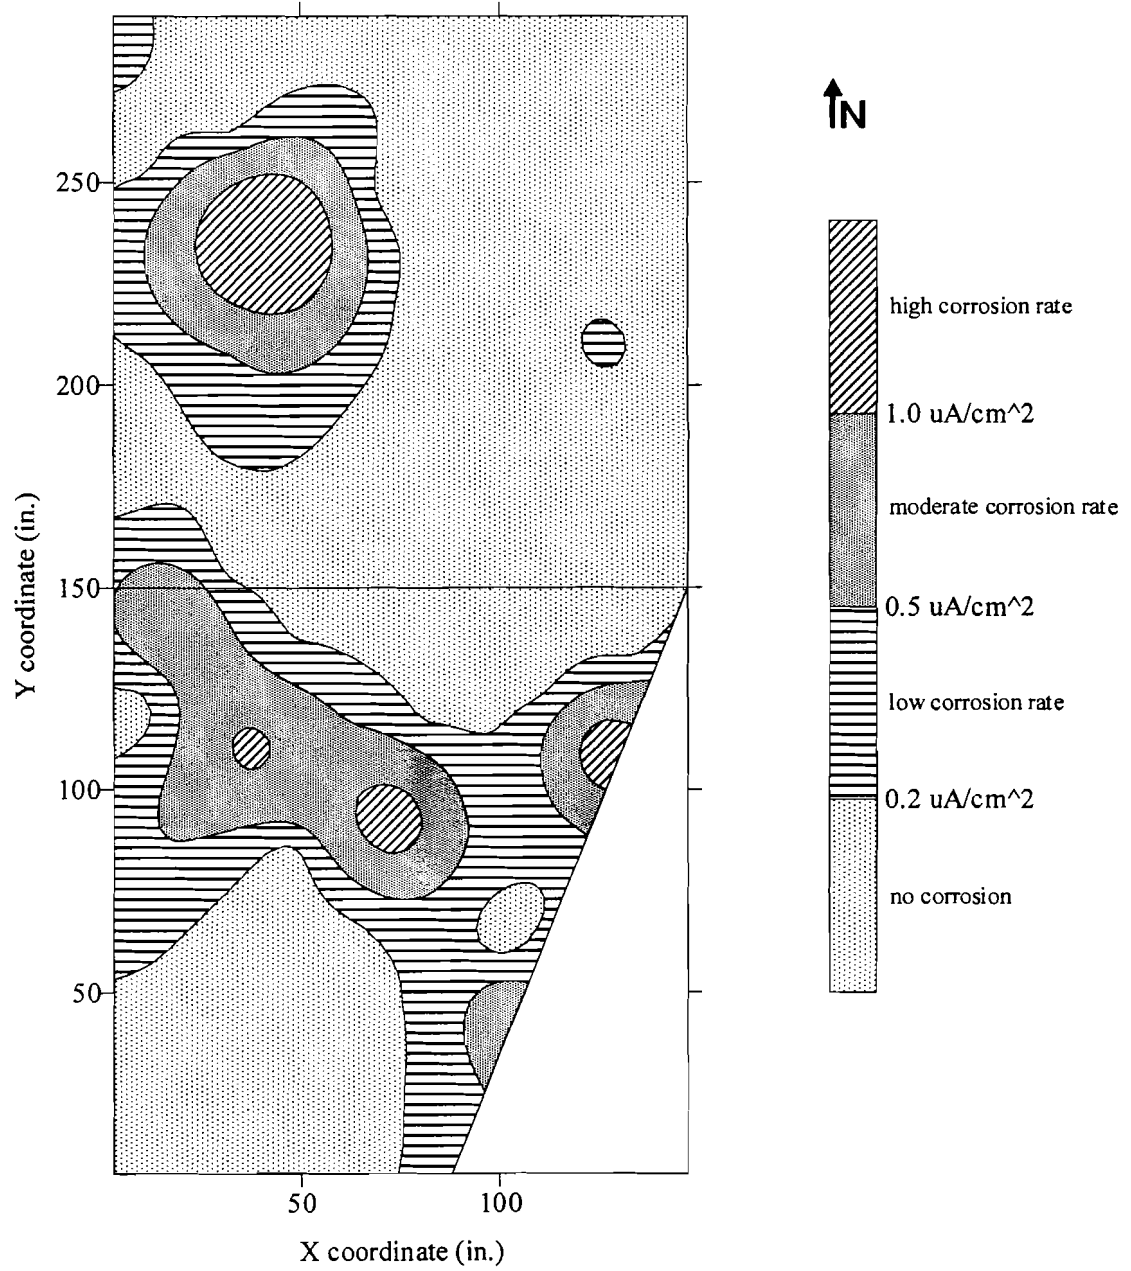 N
250
200
150
100
50
50
100
Y coordinate (in.)
X coordinate (in.)
high corrosion rate
1.0 uA/cm^2
moderate corrosion rate
0.5 uA/cm^2
low corrosion rate
0.2 uA/cm^2
no corrosion